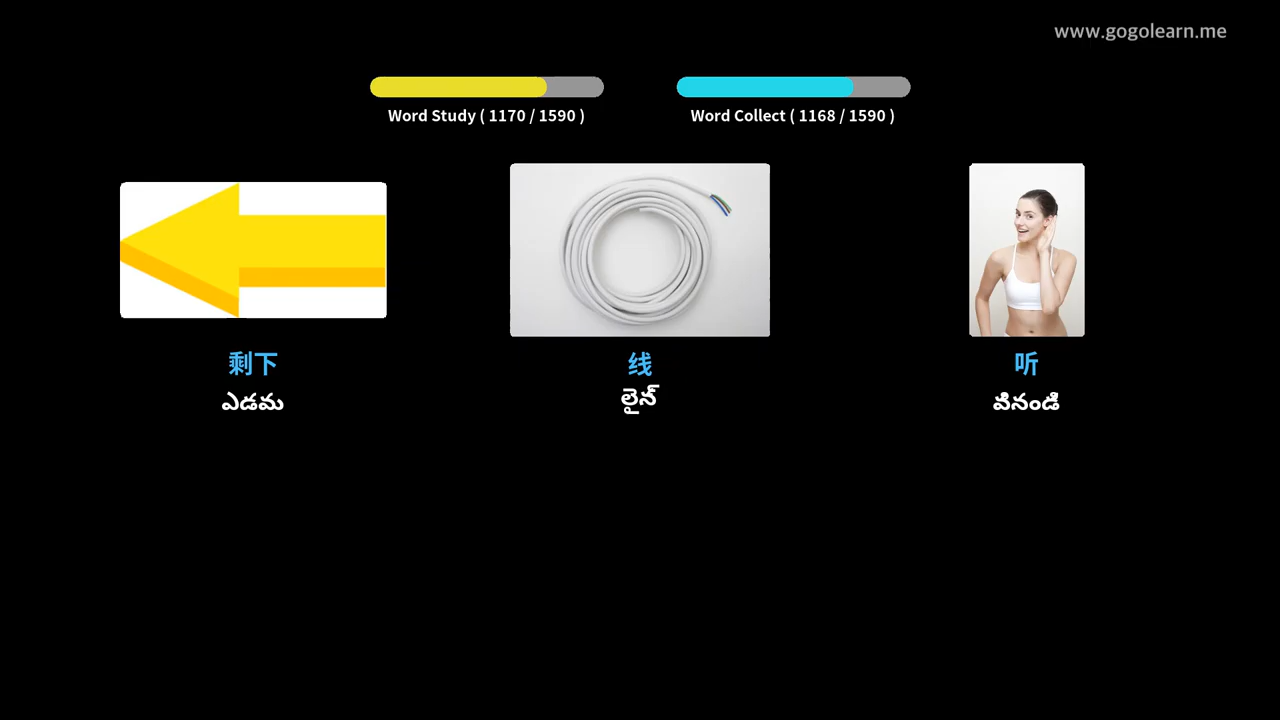 www.gogolearn.me
Word Study ( 1170 / 1590 )
Word Collect ( 1168 / 1590 )
剩下
线
听
ఎడమ
లైన్
వినండి